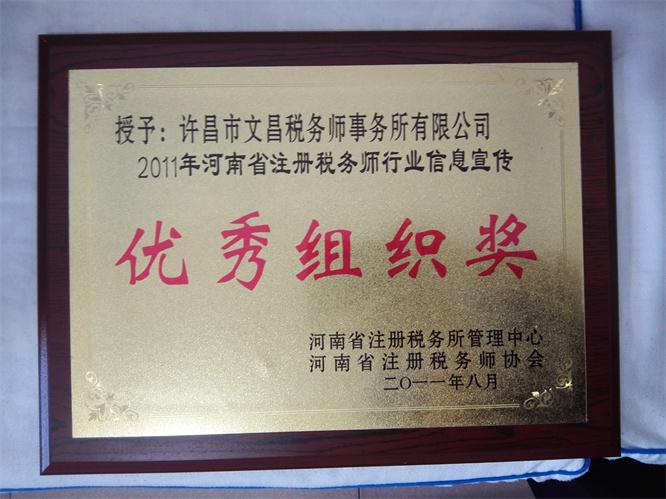 授予：许昌市文昌税务师事务所有限公司
2011年河南省注册税务师行业信息宣传
优秀组织奖
河南省注册税务所管理中心
河南省注册税务师协会
二〇一一年八月